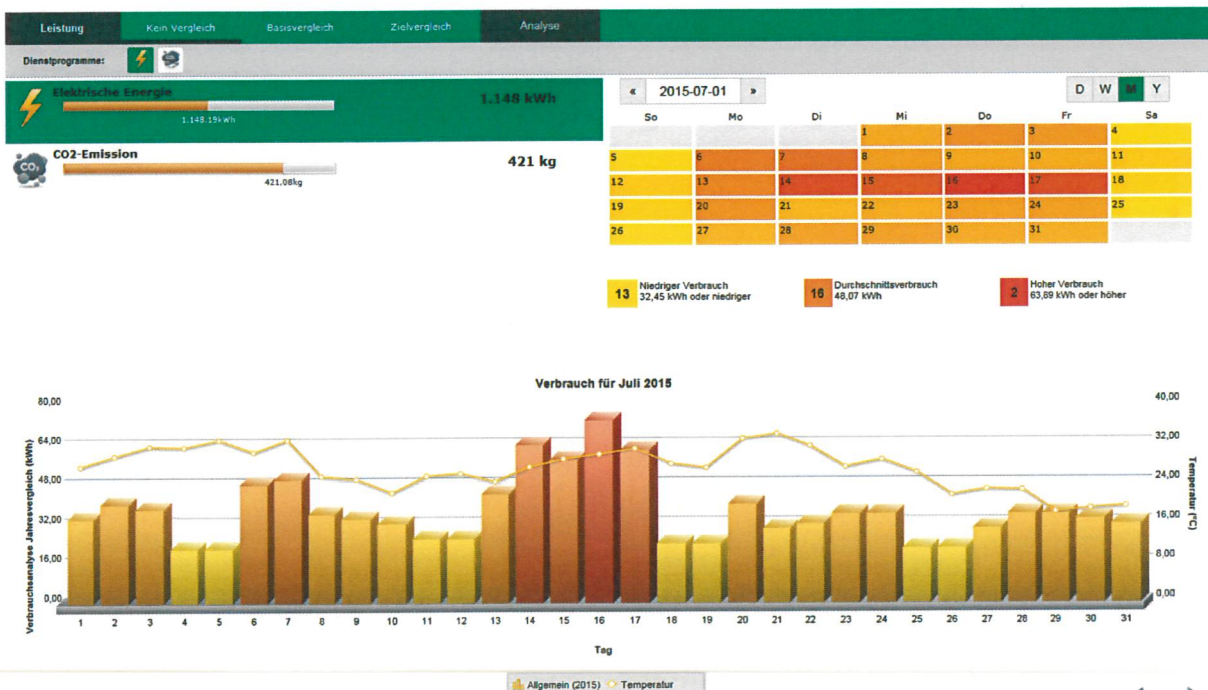 Leistung Kein Vergleich Basisvergleich Zielvergleich Analyse
Dienstprogramme:
Elektrische Energie 1.148 kWh
1.148.19kWh
CO2-Emission 421 kg
CO₂
421,08kg
« 2015-07-01 » D W M Y
So Mo Di Mi Do Fr Sa
1 2 3 4
5 6 7 8 9 10 11
12 13 14 15 16 17 18
19 20 21 22 23 24 25
26 27 28 29 30 31
13 Niedriger Verbrauch
32,45 kWh oder niedriger
16 Durchschnittsverbrauch
48,07 kWh
2 Hoher Verbrauch
63,69 kWh oder höher
Verbrauch für Juli 2015
Verbrauchsanalyse Jahresvergleich (kWh)
80,00
64,00
48,00
32,00
16,00
0,00
40,00
32,00
24,00
16,00
8,00
0,00
Temperatur (°C)
1 2 3 4 5 6 7 8 9 10 11 12 13 14 15 16 17 18 19 20 21 22 23 24 25 26 27 28 29 30 31
Tag
Allgemein (2015) Temperatur